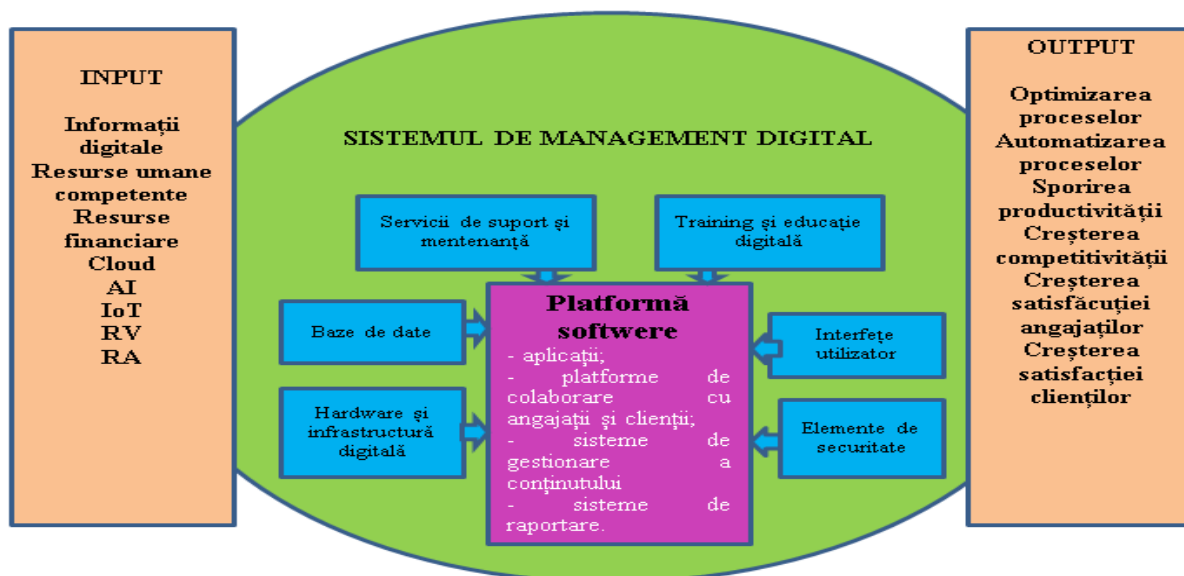 INPUT
Informații
digitale
Resurse umane
competente
Resurse
financiare
Cloud
AI
IoT
RV
RA
SISTEMUL DE MANAGEMENT DIGITAL
Servicii de suport și
mentenanță
Training și educație
digitală
Baze de date
Hardware și
infrastructură
digitală
Platformă
softwere
- aplicații;
- platforme de
colaborare cu
angajații și clienții;
- sisteme de
gestionare a
conținutului
- sisteme de
raportare.
Interfețe
utilizator
Elemente de
securitate
OUTPUT
Optimizarea
proceselor
Automatizarea
proceselor
Sporirea
productivității
Creșterea
competitivității
Creșterea
satisfăcuției
angajaților
Creșterea
satisfacției
clienților